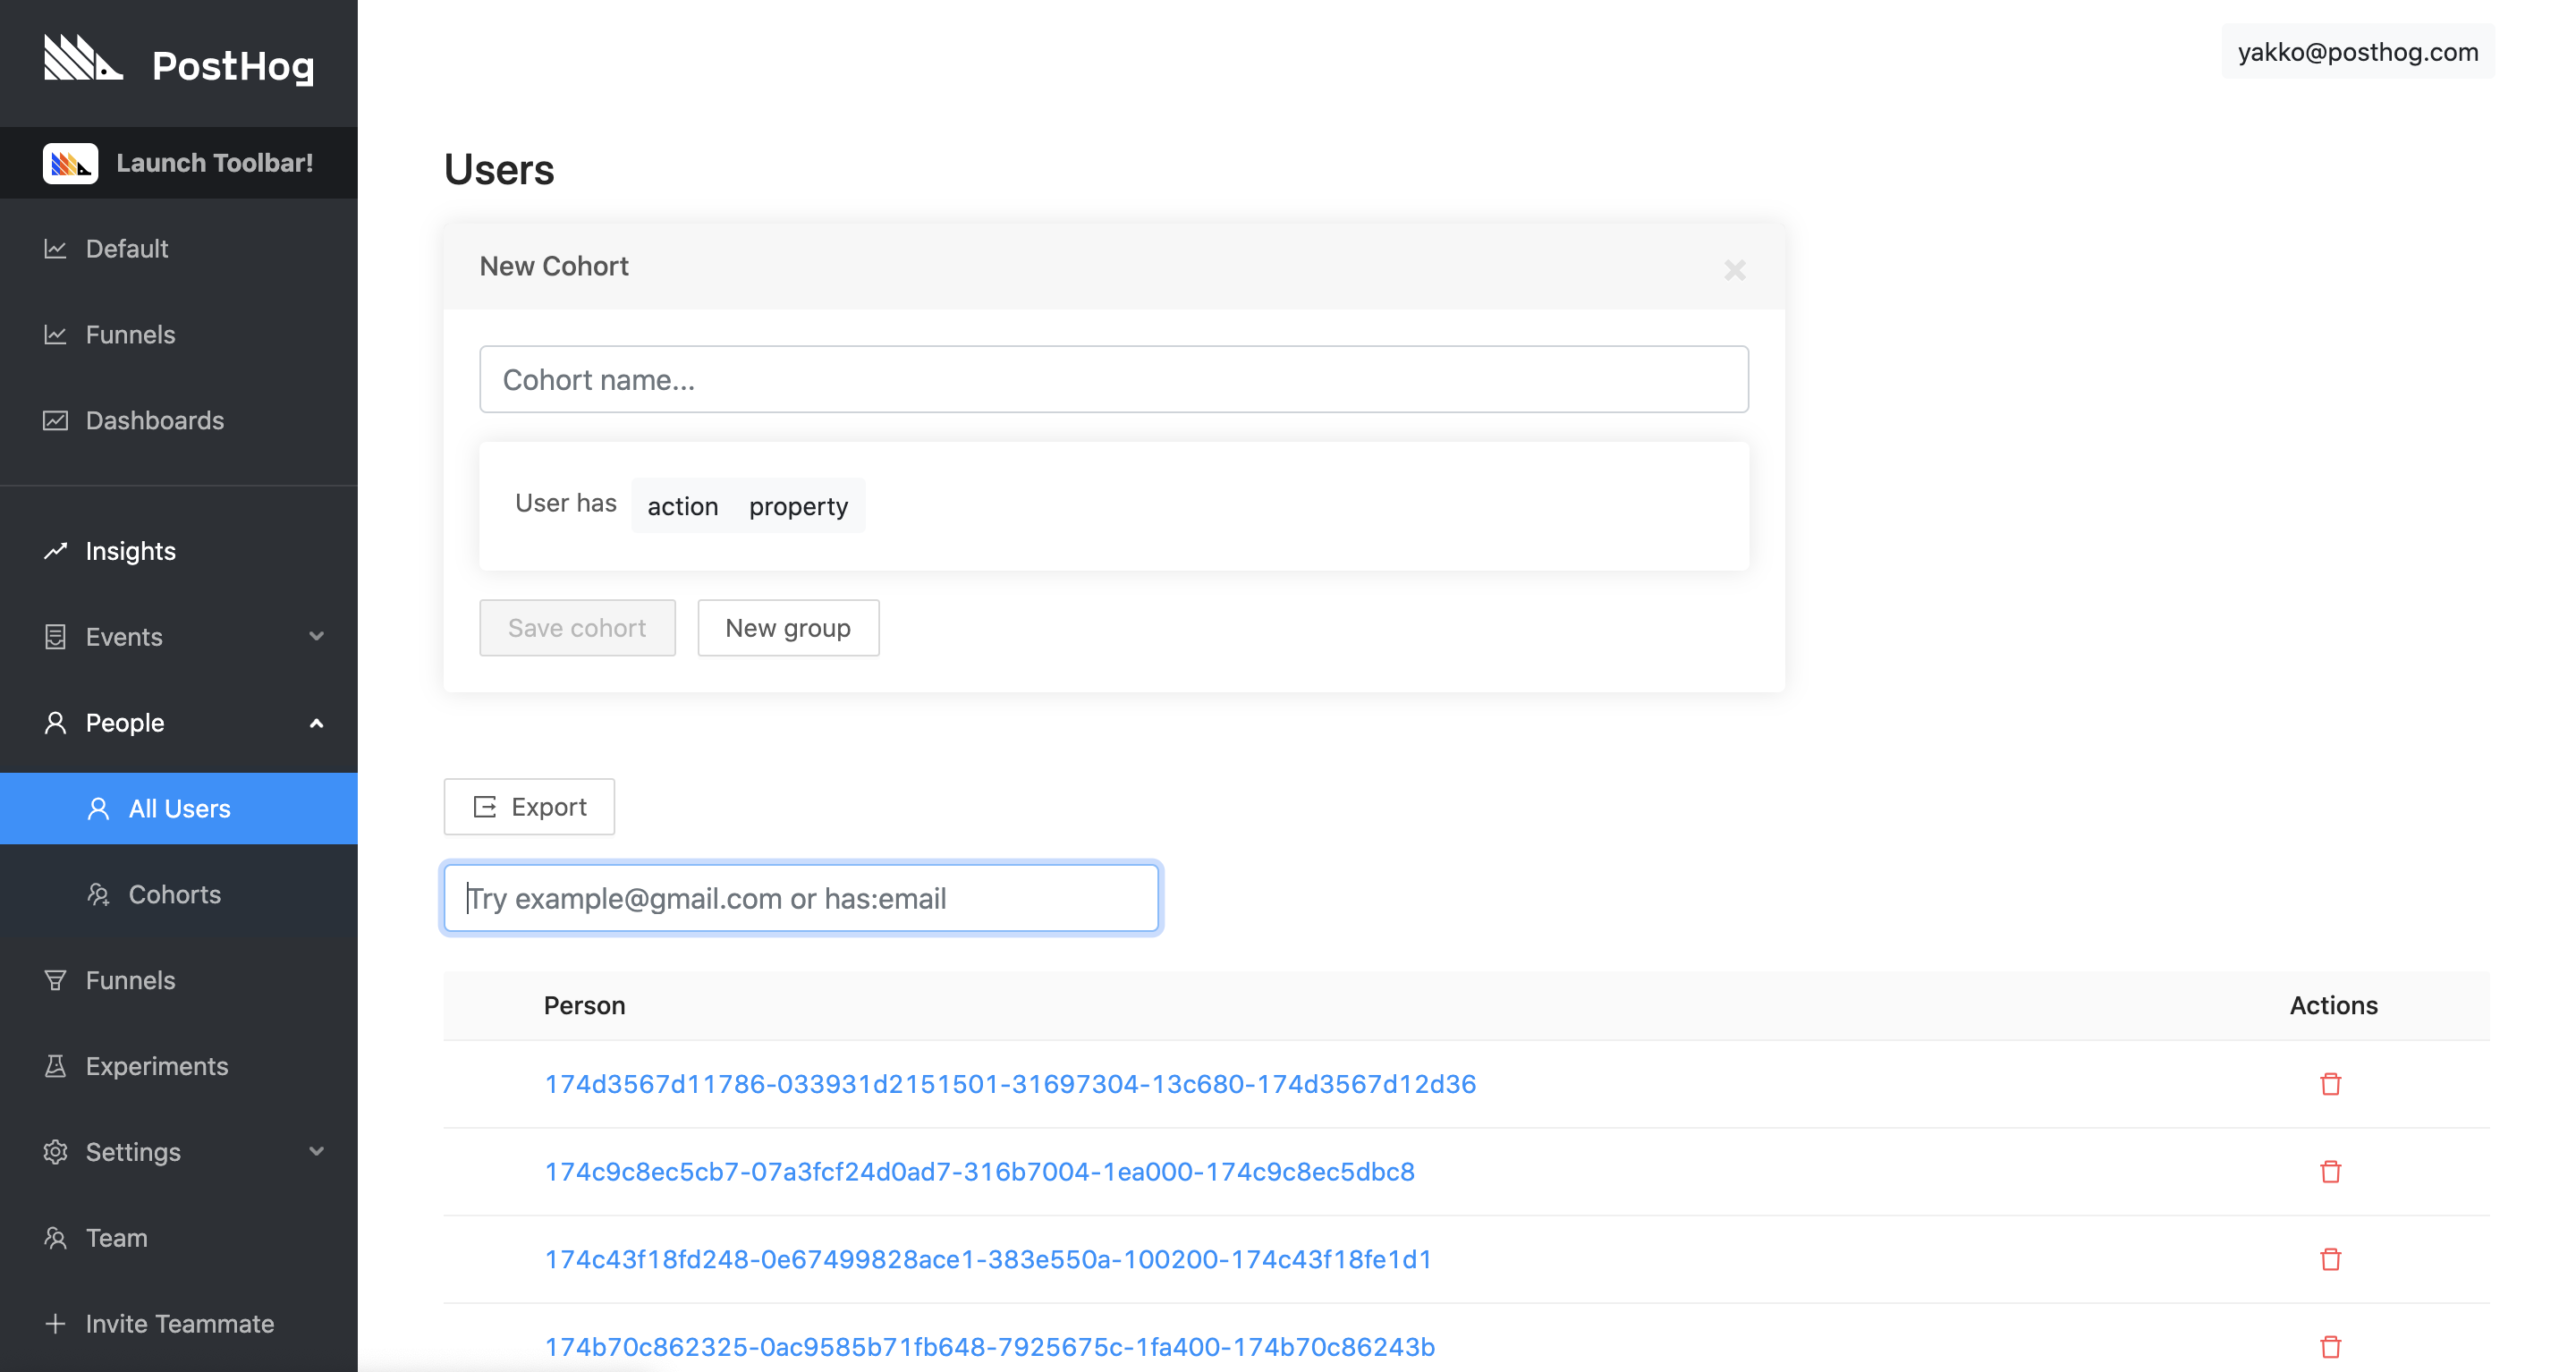 PostHog
yakko@posthog.com
Launch Toolbar!
Default
Funnels
Dashboards
Insights
Events
People
All Users
Cohorts
Funnels
Experiments
Settings
Team
Invite Teammate
Users
New Cohort
Cohort name...
User has action property
Save cohort New group
Export
Try example@gmail.com or has:email
Person Actions
174d3567d11786-033931d2151501-31697304-13c680-174d3567d12d36
174c9c8ec5cb7-07a3fcf24d0ad7-316b7004-1ea000-174c9c8ec5dbc8
174c43f18fd248-0e67499828ace1-383e550a-100200-174c43f18fe1d1
174b70c862325-0ac9585b71fb648-7925675c-1fa400-174b70c86243b